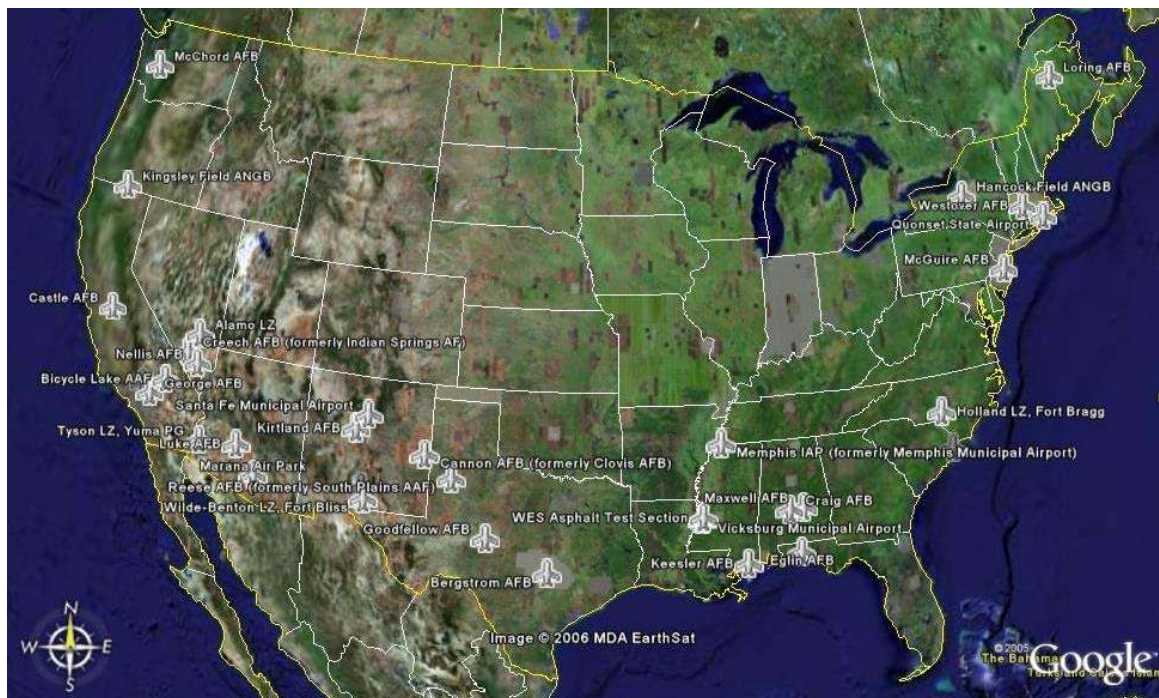 McChord AFB
Loring AFB
Kingsley Field ANGB
Hancock Field ANGB
Westover AFB
Quonset State Airport
McGuire AFB
Castle AFB
Alamo LZ
Creech AFB (formerly Indian Springs AF)
Nellis AFB
Bicycle Lake AAF
George AFB
Santa Fe Municipal Airport
Holland LZ, Fort Bragg
Kirtland AFB
Tyson LZ, Yuma PG
Luke AFB
Memphis IAP (formerly Memphis Municipal Airport)
Cannon AFB (formerly Clovis AFB)
Marana Air Park
Reese AFB (formerly South Plains AAF)
Maxwell AFB
Craig AFB
Wilde-Benton LZ, Fort Bliss
WES Asphalt Test Section
Goodfellow AFB
Vicksburg Municipal Airport
Keesler AFB
Eglin AFB
Bergstrom AFB
N
W
E
S
Image © 2006 MDA EarthSat
©2005
Google
The Bahamas